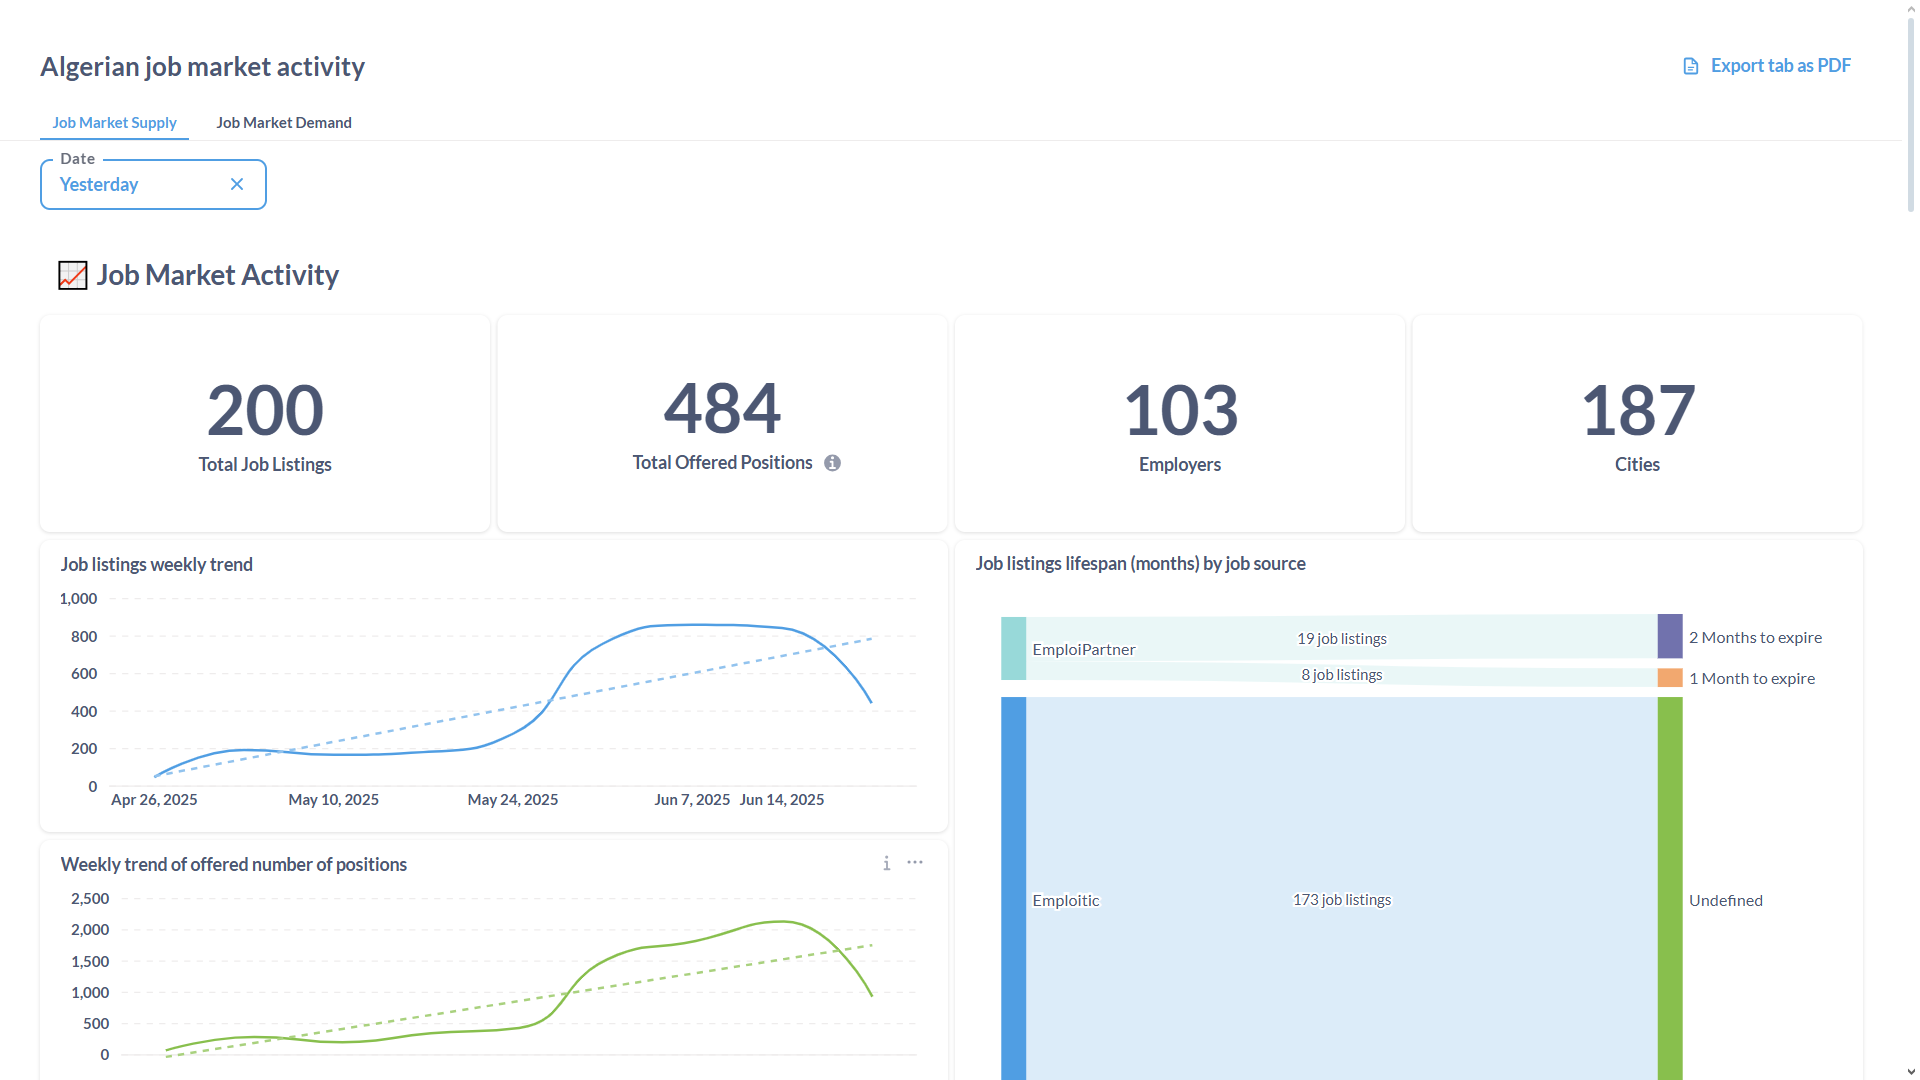 Algerian job market activity
Export tab as PDF
Job Market Supply
Job Market Demand
Date
Yesterday
Job Market Activity
200
Total Job Listings
484
Total Offered Positions
103
Employers
187
Cities
Job listings weekly trend
1,000
800
600
400
200
0
Apr 26, 2025
May 10, 2025
May 24, 2025
Jun 7, 2025
Jun 14, 2025
Job listings lifespan (months) by job source
EmploiPartner
19 job listings
8 job listings
2 Months to expire
1 Month to expire
Emploitic
173 job listings
Undefined
Weekly trend of offered number of positions
2,500
2,000
1,500
1,000
500
0